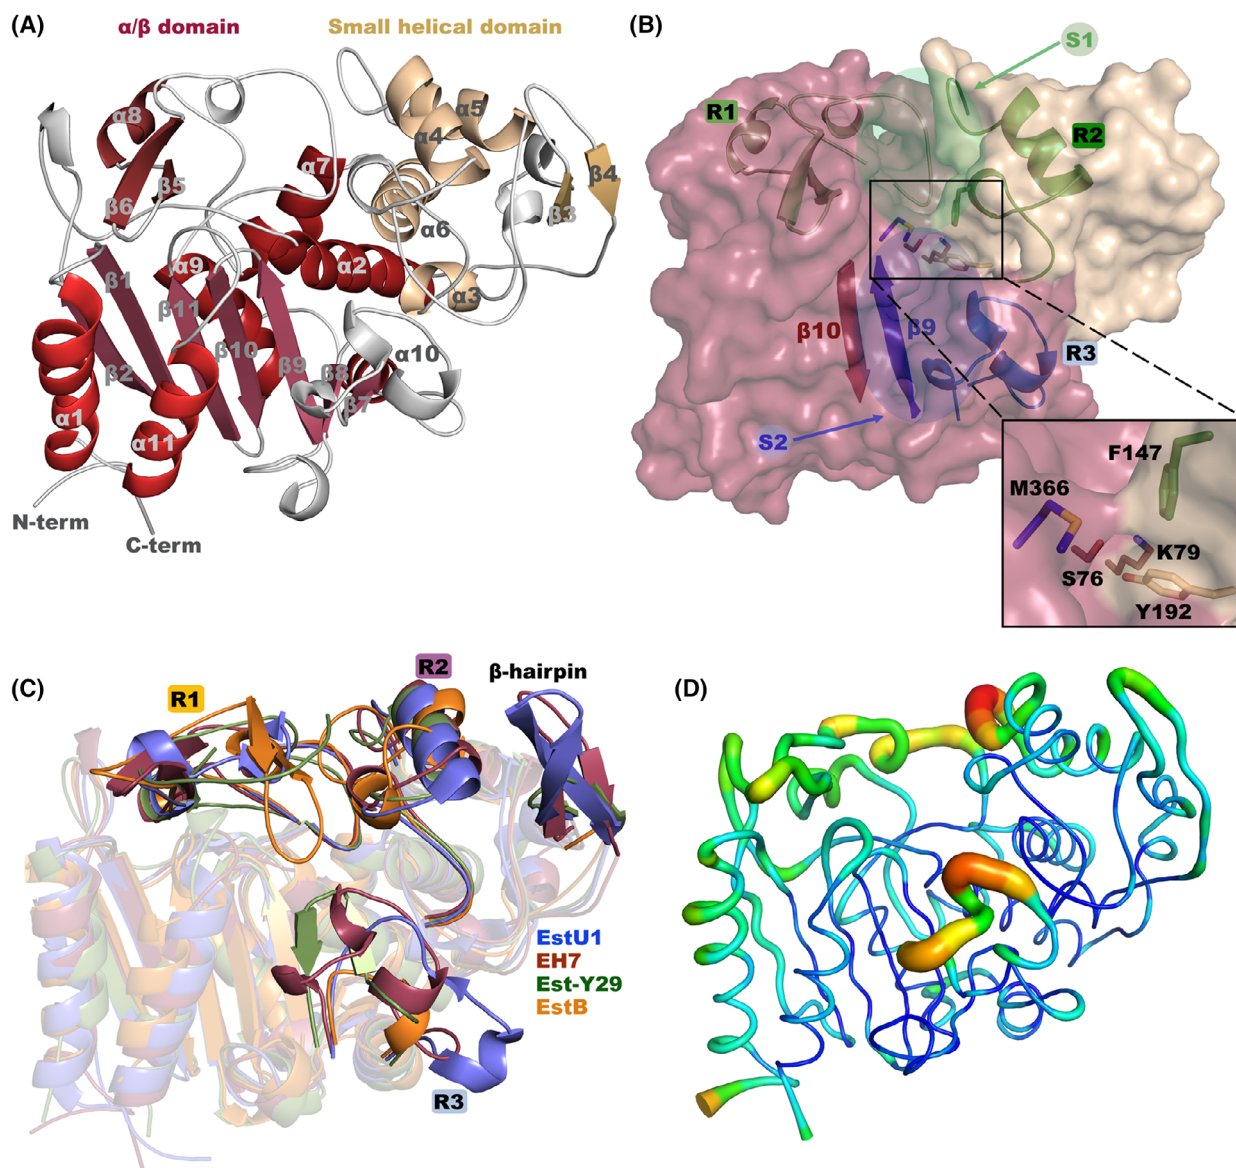 (A)
α/β domain
Small helical domain
α8
α5
α4
α7
β5
β6
β4
β3
α6
β1
α9
α2
α3
β11
β10
β2
β9
β8
α10
β7
α1
α11
N-term
C-term
(B)
S1
R1
R2
β10
β9
R3
S2
F147
M366
K79
S76
Y192
(C)
R1
R2
β-hairpin
EstU1
EH7
Est-Y29
EstB
R3
(D)